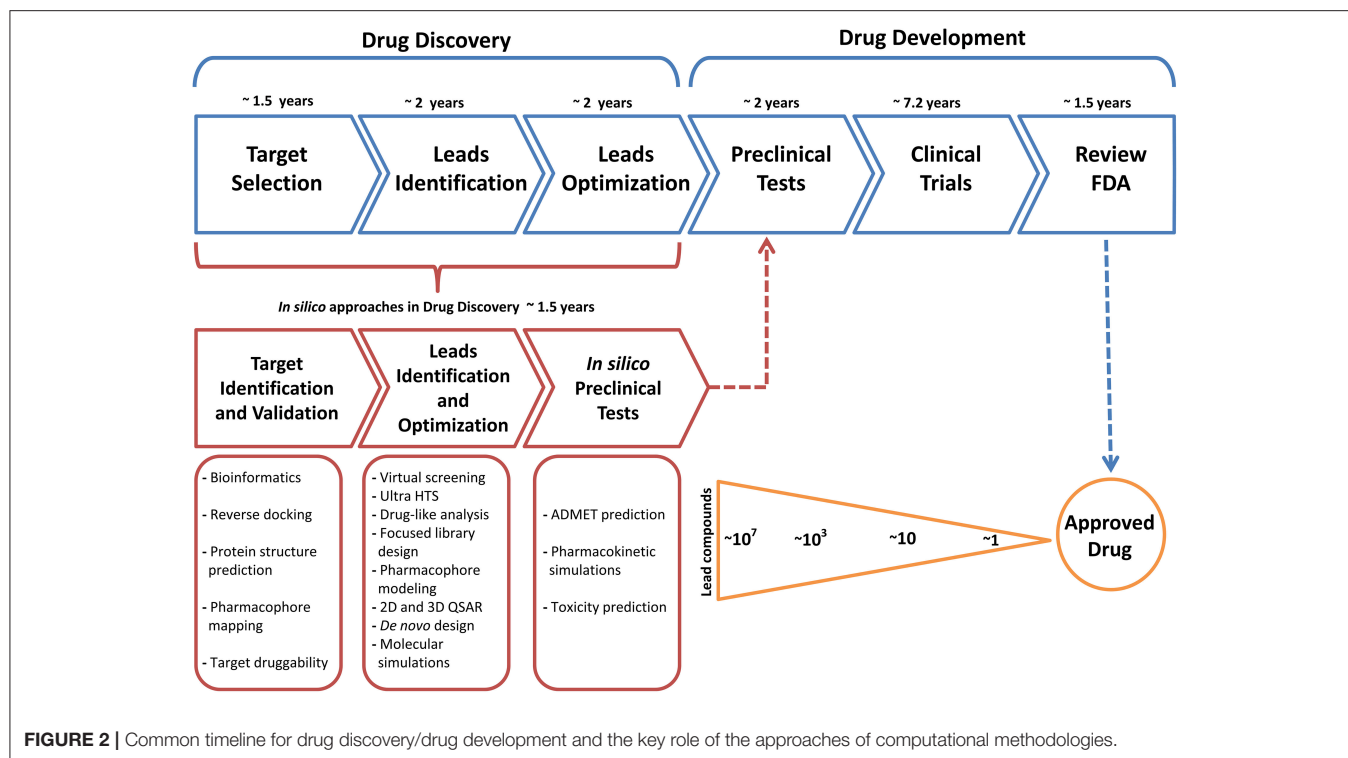 Drug Discovery
Drug Development
~ 1.5 years
~ 2 years
~ 2 years
~ 2 years
~ 7.2 years
~ 1.5 years
Target
Selection
Leads
Identification
Leads
Optimization
Preclinical
Tests
Clinical
Trials
Review
FDA
In silico approaches in Drug Discovery ~ 1.5 years
Target
Identification
and Validation
Leads
Identification
and
Optimization
In silico
Preclinical
Tests
- Bioinformatics
- Reverse docking
- Protein structure
prediction
- Pharmacophore
mapping
- Target druggability
- Virtual screening
- Ultra HTS
- Drug-like analysis
- Focused library
design
- Pharmacophore
modeling
- 2D and 3D QSAR
- De novo design
- Molecular
simulations
- ADMET prediction
- Pharmacokinetic
simulations
- Toxicity prediction
Lead compounds
~10⁷
~10³
~10
~1
Approved
Drug
FIGURE 2 | Common timeline for drug discovery/drug development and the key role of the approaches of computational methodologies.